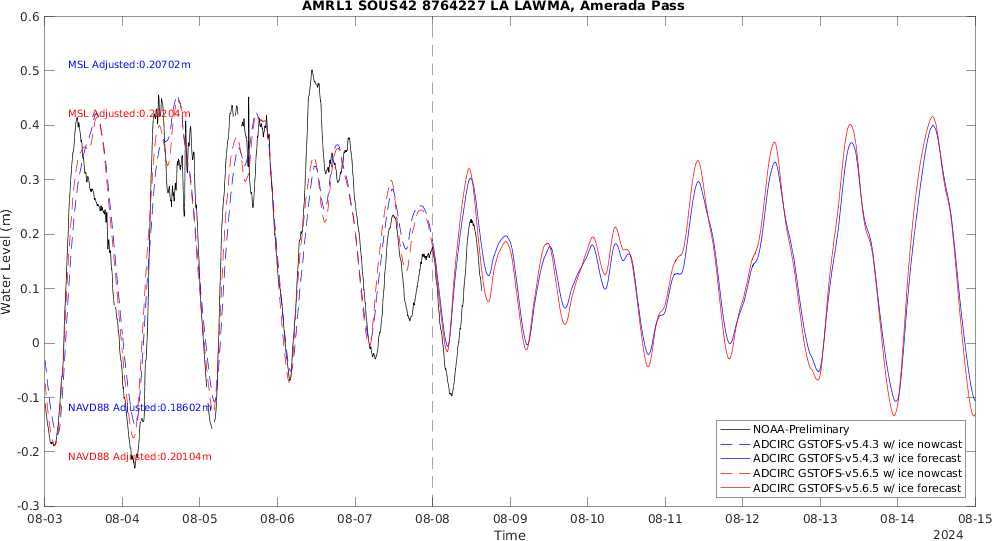 AMRL1 SOUS42 8764227 LA LAWMA, Amerada Pass
Water Level (m)
0.6
0.5
0.4
0.3
0.2
0.1
0
-0.1
-0.2
-0.3
MSL Adjusted:0.20702m
MSL Adjusted:0.22204m
NAVD88 Adjusted:0.18602m
NAVD88 Adjusted:0.20104m
NOAA-Preliminary
ADCIRC GSTOFS-v5.4.3 w/ ice nowcast
ADCIRC GSTOFS-v5.4.3 w/ ice forecast
ADCIRC GSTOFS-v5.6.5 w/ ice nowcast
ADCIRC GSTOFS-v5.6.5 w/ ice forecast
08-03 08-04 08-05 08-06 08-07 08-08 08-09 08-10 08-11 08-12 08-13 08-14 08-15
Time
2024